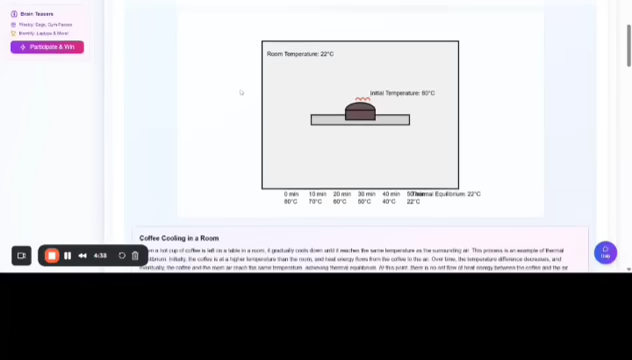 Brain Teasers
Participate & Win
Room Temperature: 22°C
Initial Temperature: 80°C
0 min 10 min 20 min 30 min 40 min Thermal Equilibrium: 22°C
80°C 70°C 60°C 50°C 40°C 22°C
Coffee Cooling in a Room
a hot cup of coffee is left on a table in a room, it gradually cools down until it reaches the same temperature as the surrounding air. This process is an example of thermal
Initially, the coffee is at a higher temperature than the room, and heat energy flows from the coffee to the air. Over time, the temperature difference decreases, and
the coffee and the room air reach the same temperature, achieving thermal equilibrium. At this point, there is no net flow of heat energy between the coffee and the air
4:38